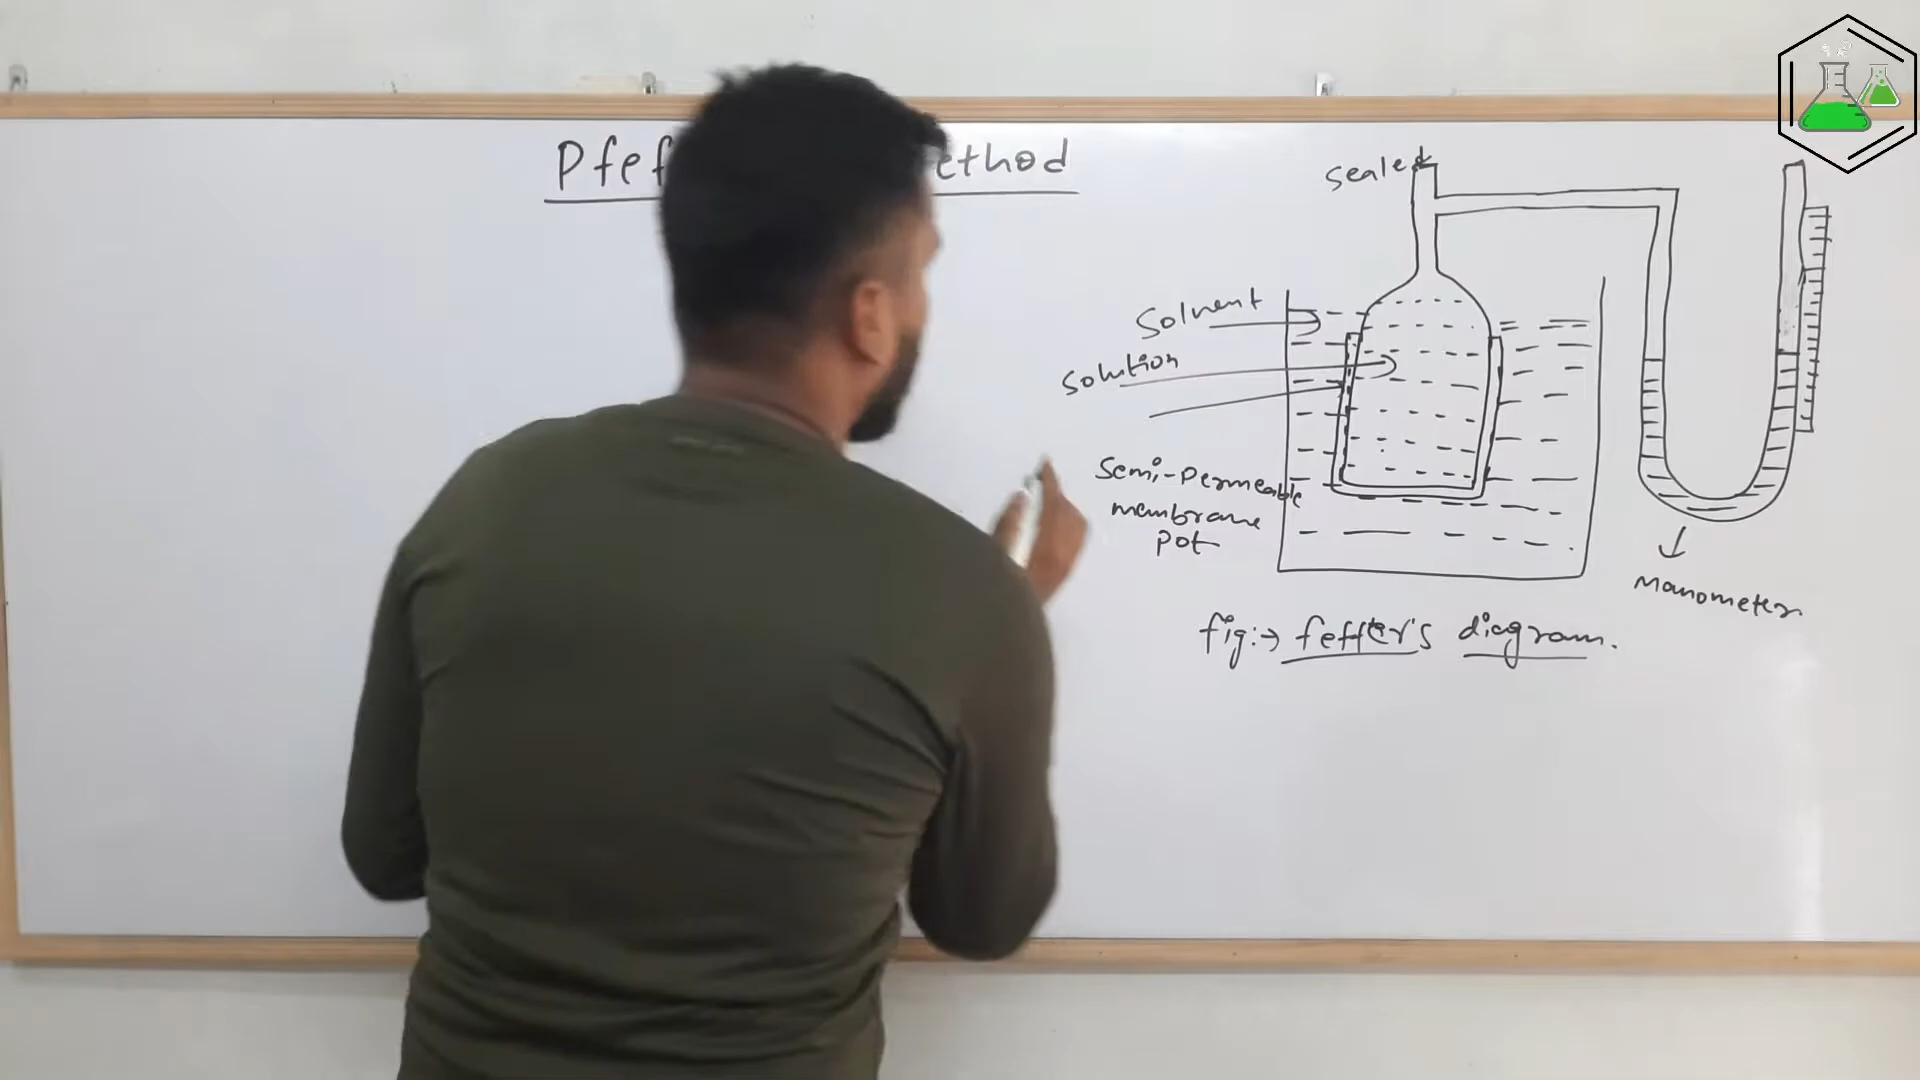 Pfef ethod
sealed
Solvent
Solution
Semi-Permeable
membrane
Pot
manometer
fig:→ feffer's diagram.